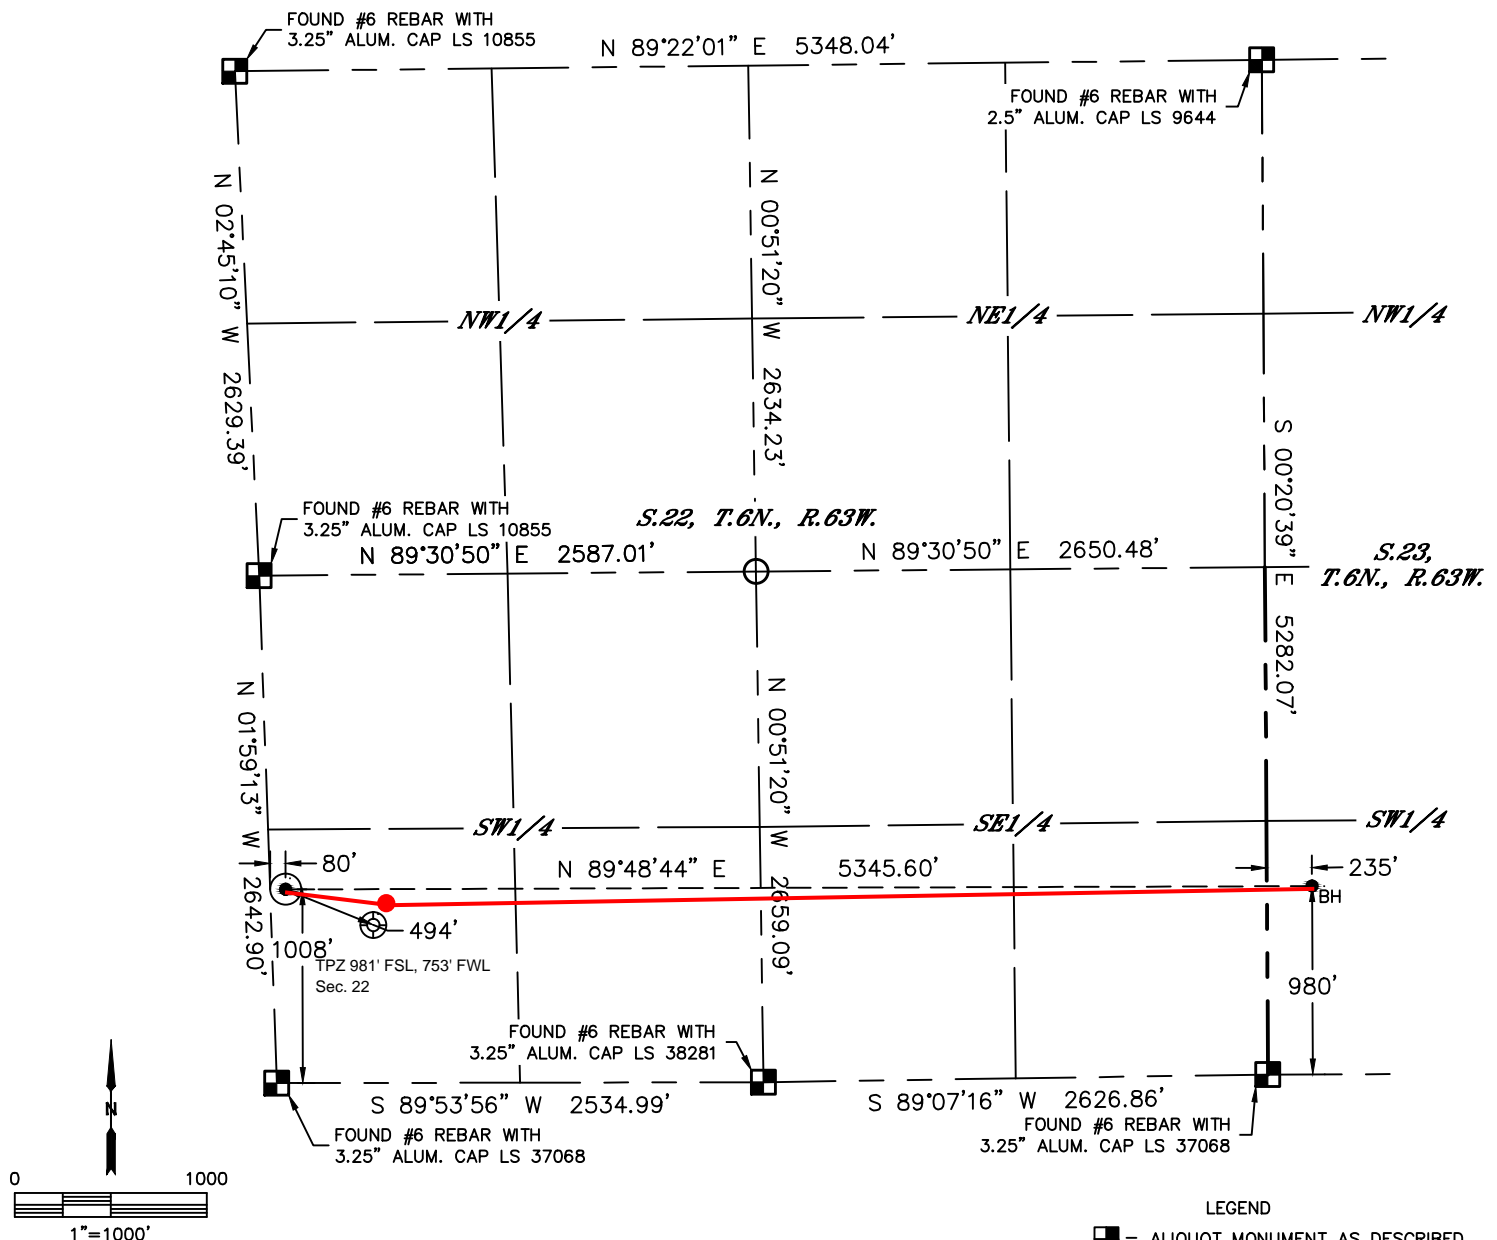 FOUND #6 REBAR WITH
3.25" ALUM. CAP LS 10855
N 89°22'01" E 5348.04'
FOUND #6 REBAR WITH
2.5" ALUM. CAP LS 9644
N 02°45'10" W 2629.39'
N 00°51'20" W 2634.23'
NW1/4
NE1/4
NW1/4
S 00°20'39" E 5282.07'
FOUND #6 REBAR WITH
3.25" ALUM. CAP LS 10855
S.22, T.6N., R.63W.
N 89°30'50" E 2587.01'
N 89°30'50" E 2650.48'
S.23,
T.6N., R.63W.
N 01°59'13" W 2642.90'
N 00°51'20" W 2659.09'
SW1/4
SE1/4
SW1/4
80'
N 89°48'44" E 5345.60'
235'
BH
494'
1008'
TPZ 981' FSL, 753' FWL
Sec. 22
980'
FOUND #6 REBAR WITH
3.25" ALUM. CAP LS 38281
S 89°53'56" W 2534.99'
S 89°07'16" W 2626.86'
FOUND #6 REBAR WITH
3.25" ALUM. CAP LS 37068
FOUND #6 REBAR WITH
3.25" ALUM. CAP LS 37068
N
0 1000
1"=1000'
LEGEND
= ALIQUOT MONUMENT AS DESCRIBED